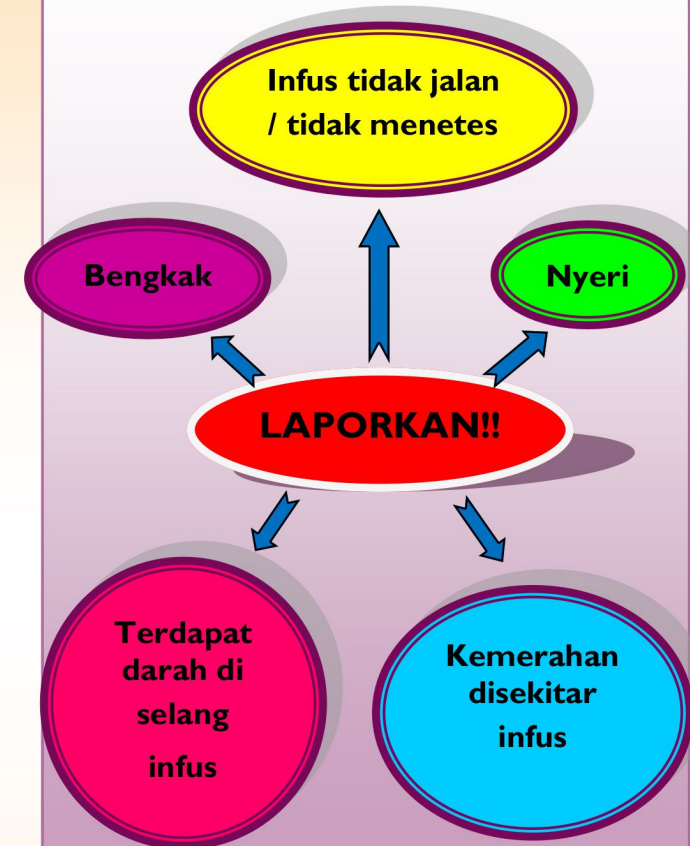 Infus tidak jalan
/ tidak menetes
Bengkak
Nyeri
LAPORKAN!!
Terdapat
darah di
selang
infus
Kemerahan
disekitar
infus